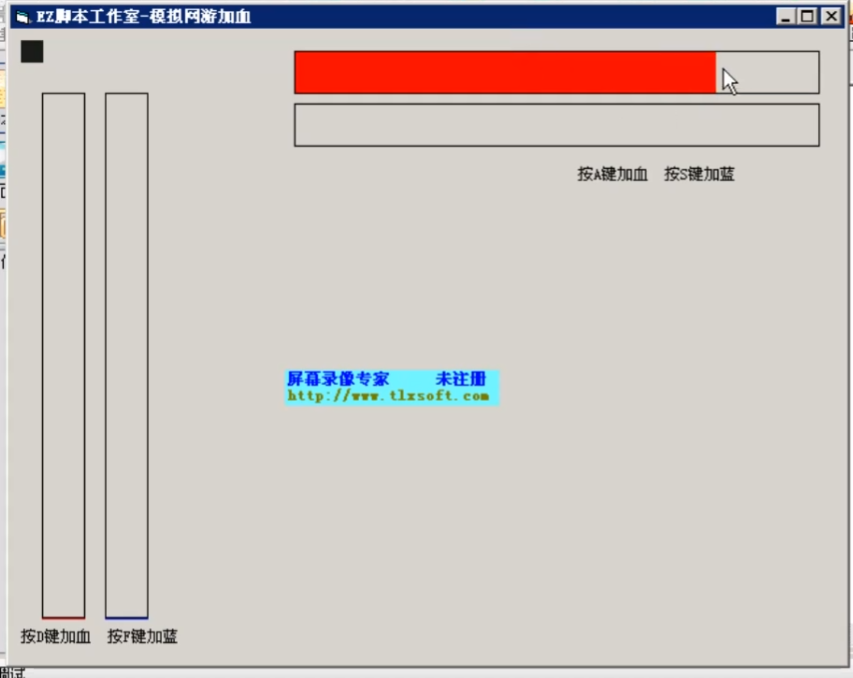 EZ脚本工作室-模拟网游加血
按A键加血 按S键加蓝
屏幕录像专家 未注册
http://www.tlxsoft.com
按D键加血 按F键加蓝
调试